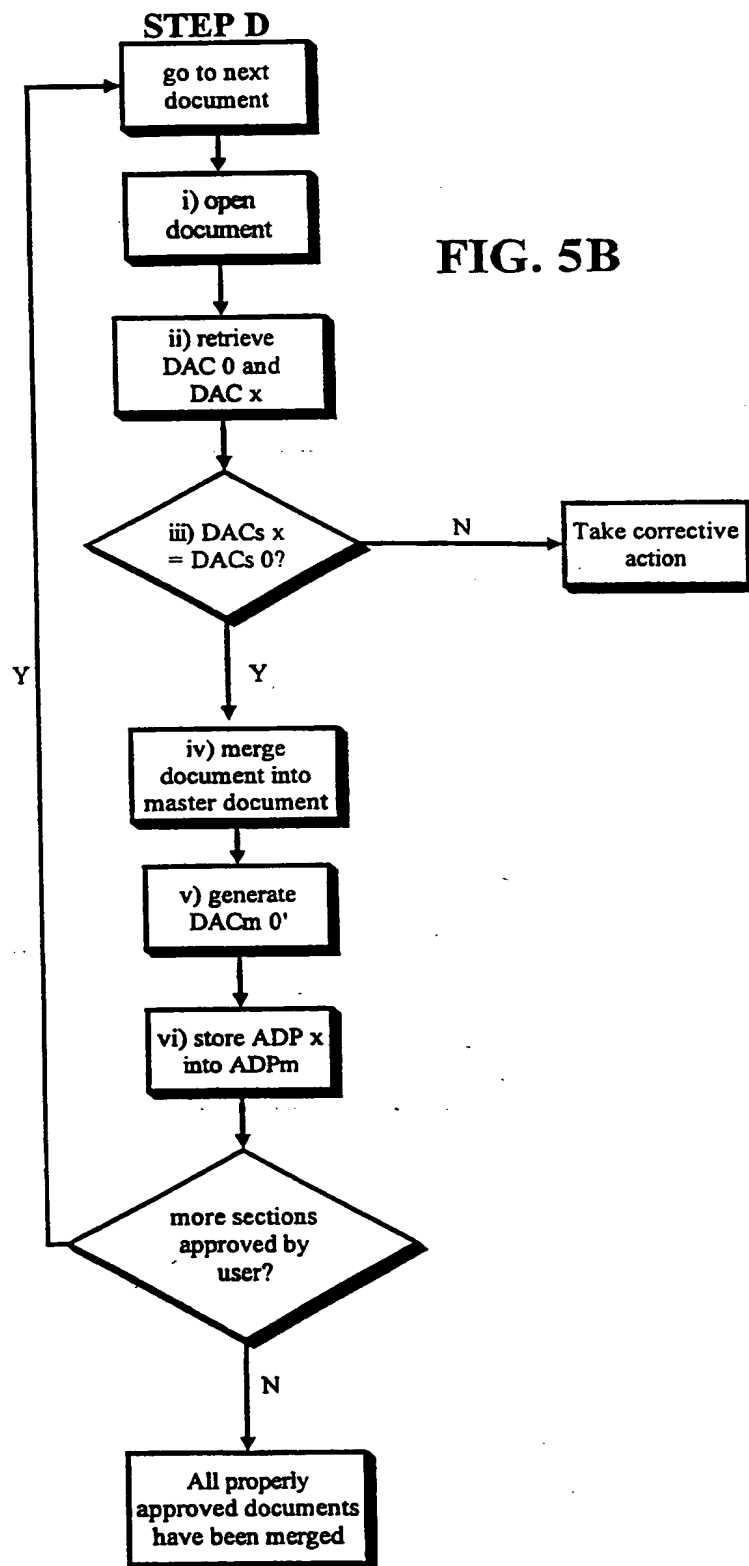 STEP D
go to next
document
i) open
document
FIG. 5B
ii) retrieve
DAC 0 and
DAC x
iii) DACs x
= DACs 0?
N
Take corrective
action
Y
Y
iv) merge
document into
master document
v) generate
DACm 0'
vi) store ADP x
into ADPm
more sections
approved by
user?
N
All properly
approved documents
have been merged